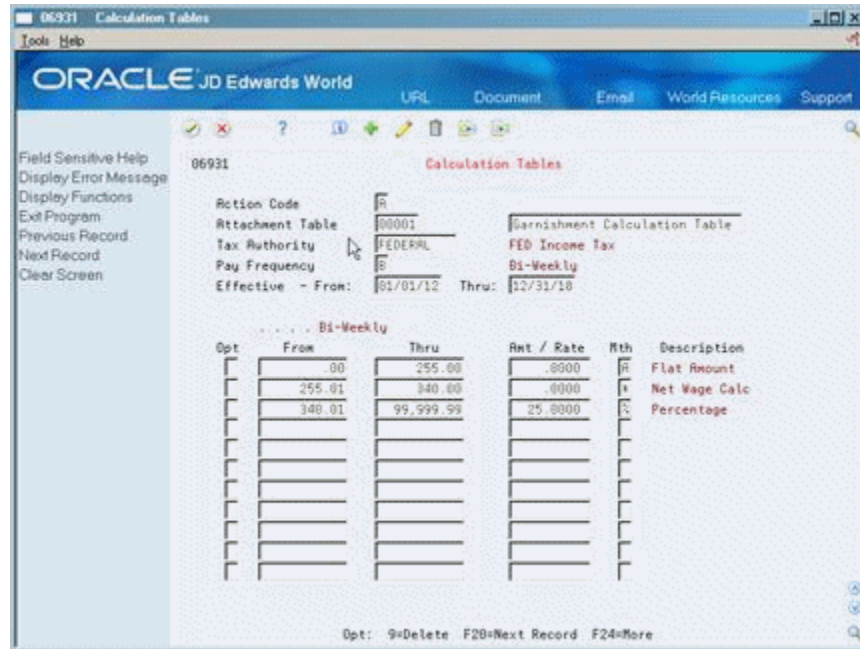 06931 Calculation Tables
Tools Help
ORACLE JD Edwards World
URL Document Email World Resources Support
Field Sensitive Help
Display Error Message
Display Functions
Exit Program
Previous Record
Next Record
Clear Screen
06931 Calculation Tables
Action Code A
Attachment Table 00001 Garnishment Calculation Table
Tax Authority FEDERAL FED Income Tax
Pay Frequency B Bi-Weekly
Effective - From: 01/01/12 Thru: 12/31/18
. . . . . Bi-Weekly
Opt From Thru Amt / Rate Mth Description
.00 255.00 .0000 A Flat Amount
255.01 340.00 .0000 * Net Wage Calc
340.01 99,999.99 25.0000 % Percentage
Opt: 9=Delete F20=Next Record F24=More